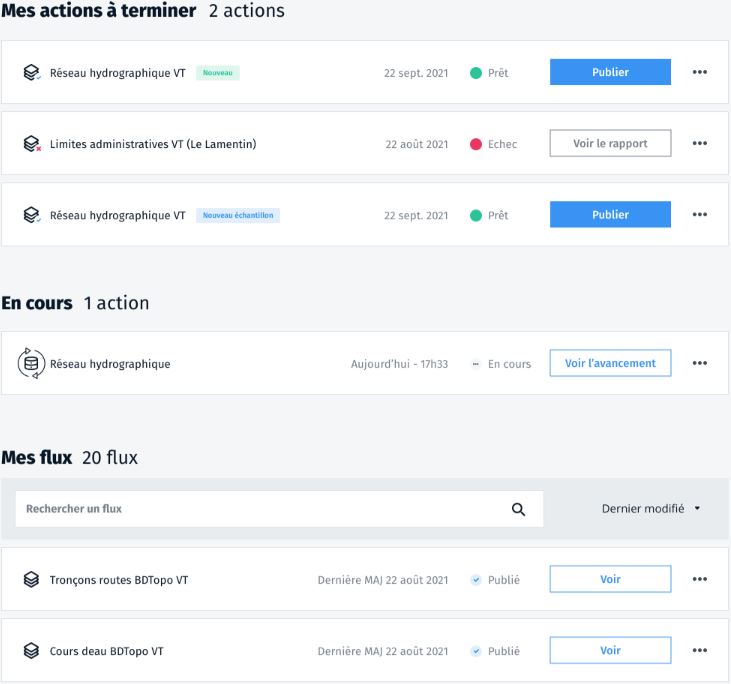 Mes actions à terminer 2 actions
Réseau hydrographique VT Nouveau 22 sept. 2021 Prêt Publier
Limites administratives VT (Le Lamentin) 22 août 2021 Echec Voir le rapport
Réseau hydrographique VT Nouveau échantillon 22 sept. 2021 Prêt Publier
En cours 1 action
Réseau hydrographique Aujourd'hui - 17h33 En cours Voir l'avancement
Mes flux 20 flux
Rechercher un flux Dernier modifié
Tronçons routes BDTopo VT Dernière MAJ 22 août 2021 Publié Voir
Cours deau BDTopo VT Dernière MAJ 22 août 2021 Publié Voir